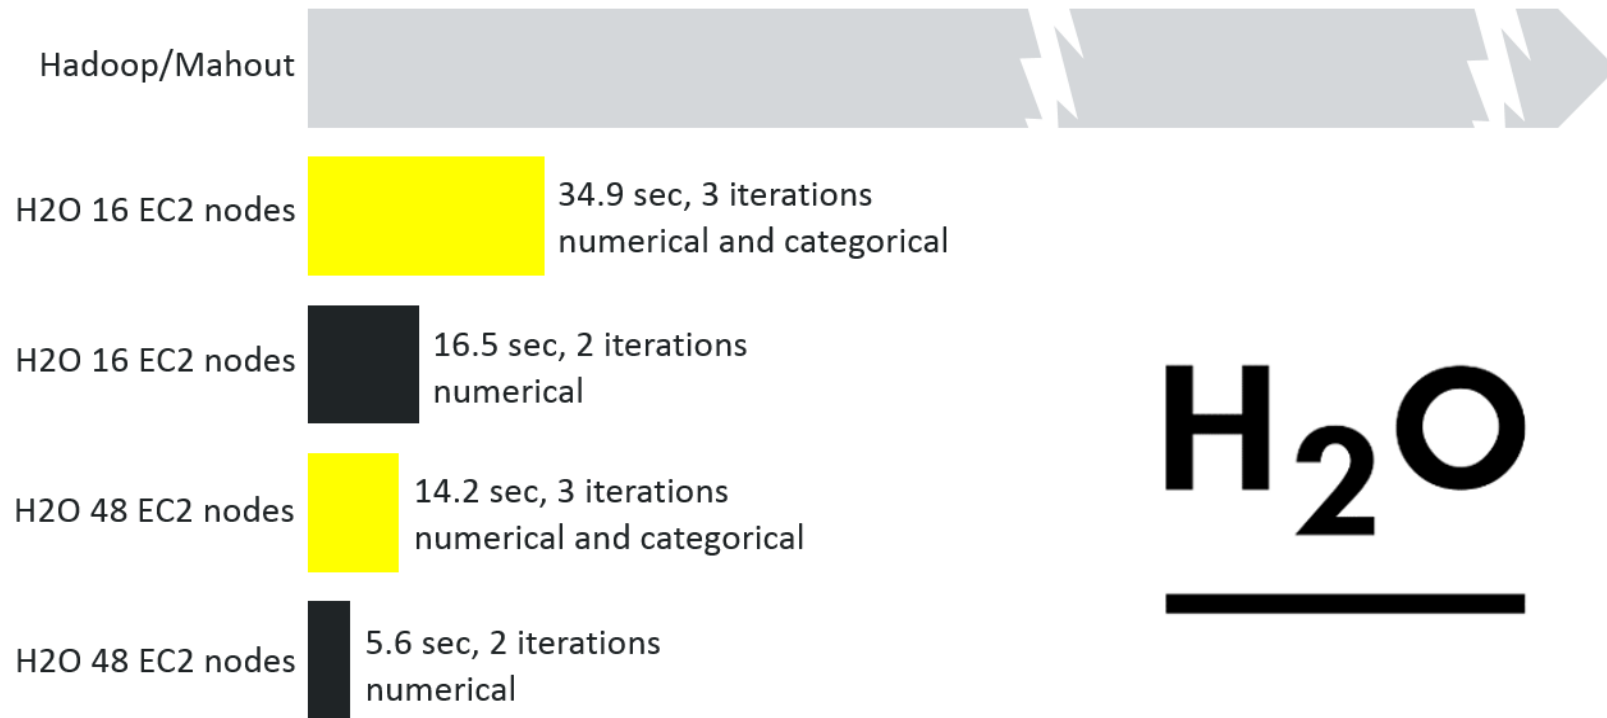 Hadoop/Mahout
H2O 16 EC2 nodes
34.9 sec, 3 iterations
numerical and categorical
H2O 16 EC2 nodes
16.5 sec, 2 iterations
numerical
H2O 48 EC2 nodes
14.2 sec, 3 iterations
numerical and categorical
H2O 48 EC2 nodes
5.6 sec, 2 iterations
numerical
H2O